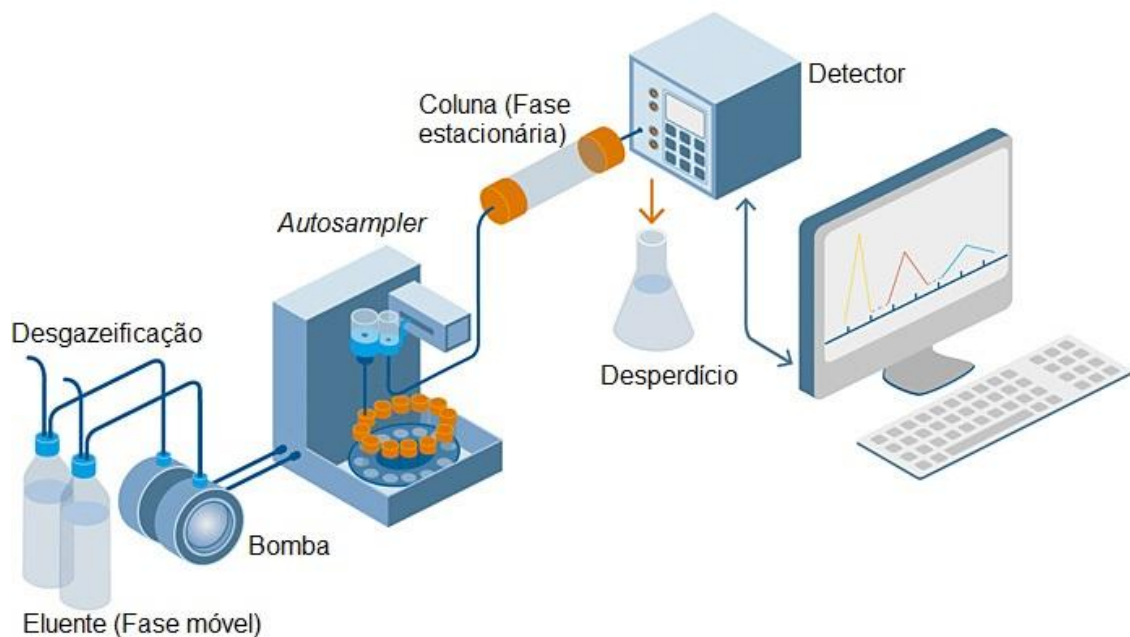 Detector
Coluna (Fase
estacionária)
Autosampler
Desgazeificação
Desperdício
Bomba
Eluente (Fase móvel)